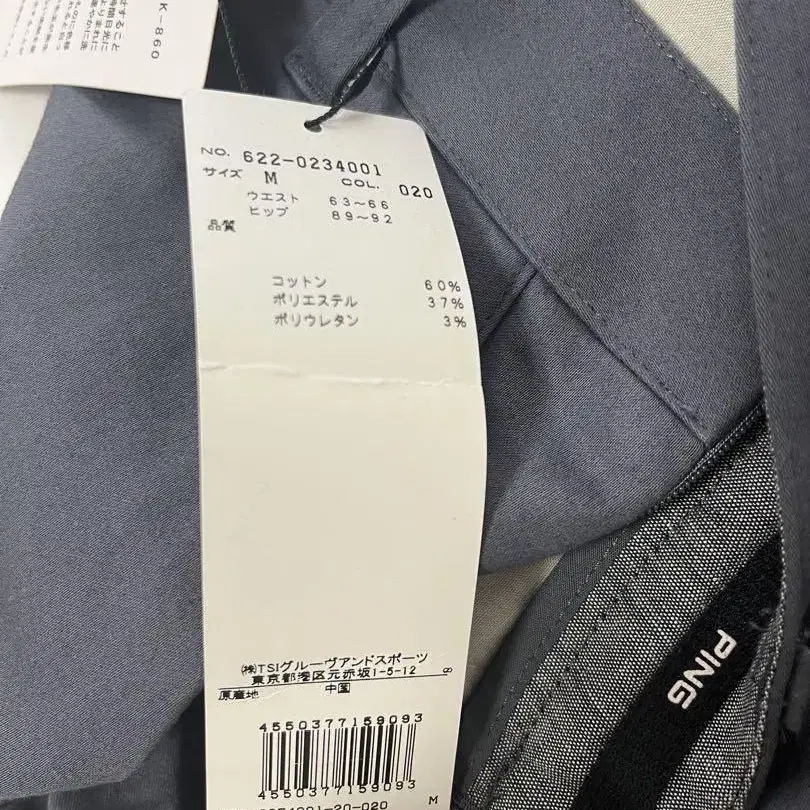 K-860
NO. 622-0234001
サイズ M COL. 020
ウエスト 63~66
ヒップ 89~92
品質
コットン 60%
ポリエステル 37%
ポリウレタン 3%
㈱TSIグルーヴアンドスポーツ
東京都港区元赤坂1-5-12
原産地 中国
4550377159093
4550377159093
M
PING